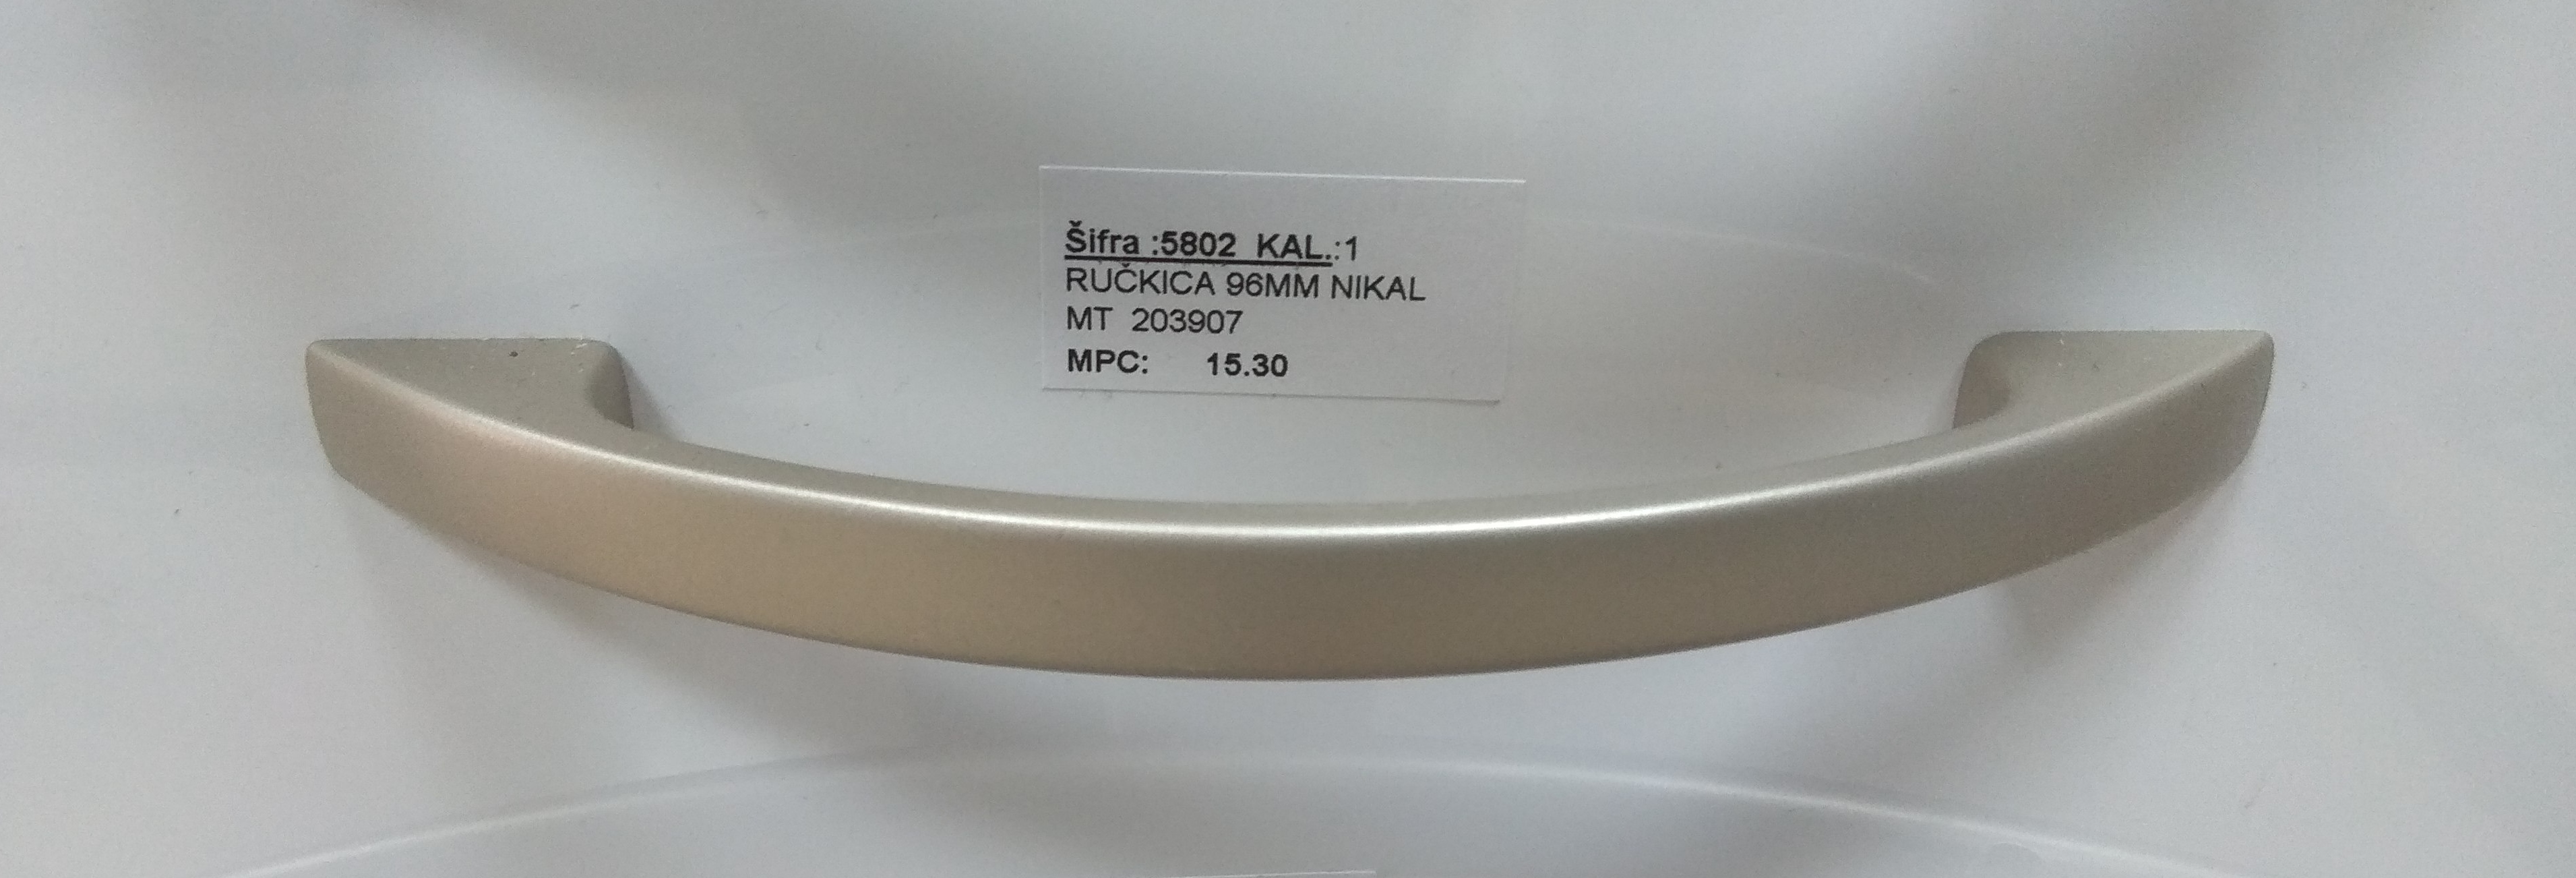 Šifra :5802 KAL.:1
RUČKICA 96MM NIKAL
MT 203907
MPC: 15.30